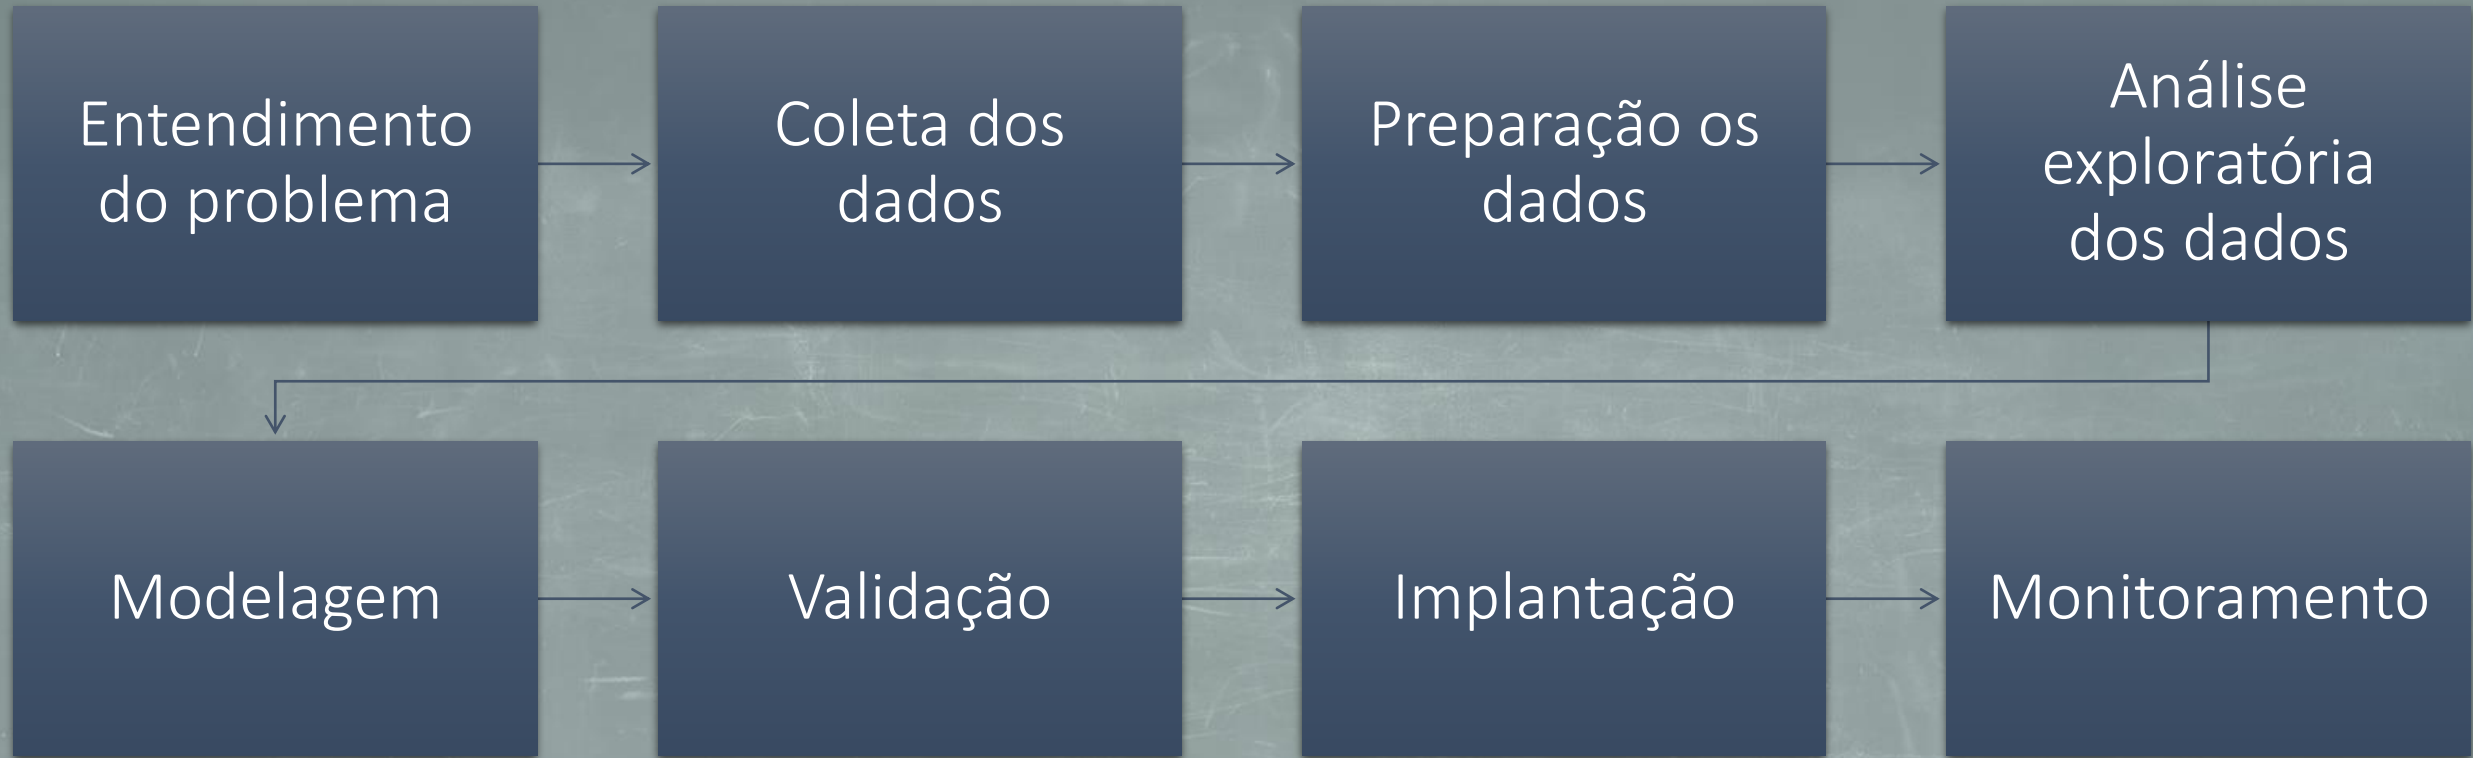 Entendimento
do problema
Coleta dos
dados
Preparação os
dados
Análise
exploratória
dos dados
Modelagem
Validação
Implantação
Monitoramento